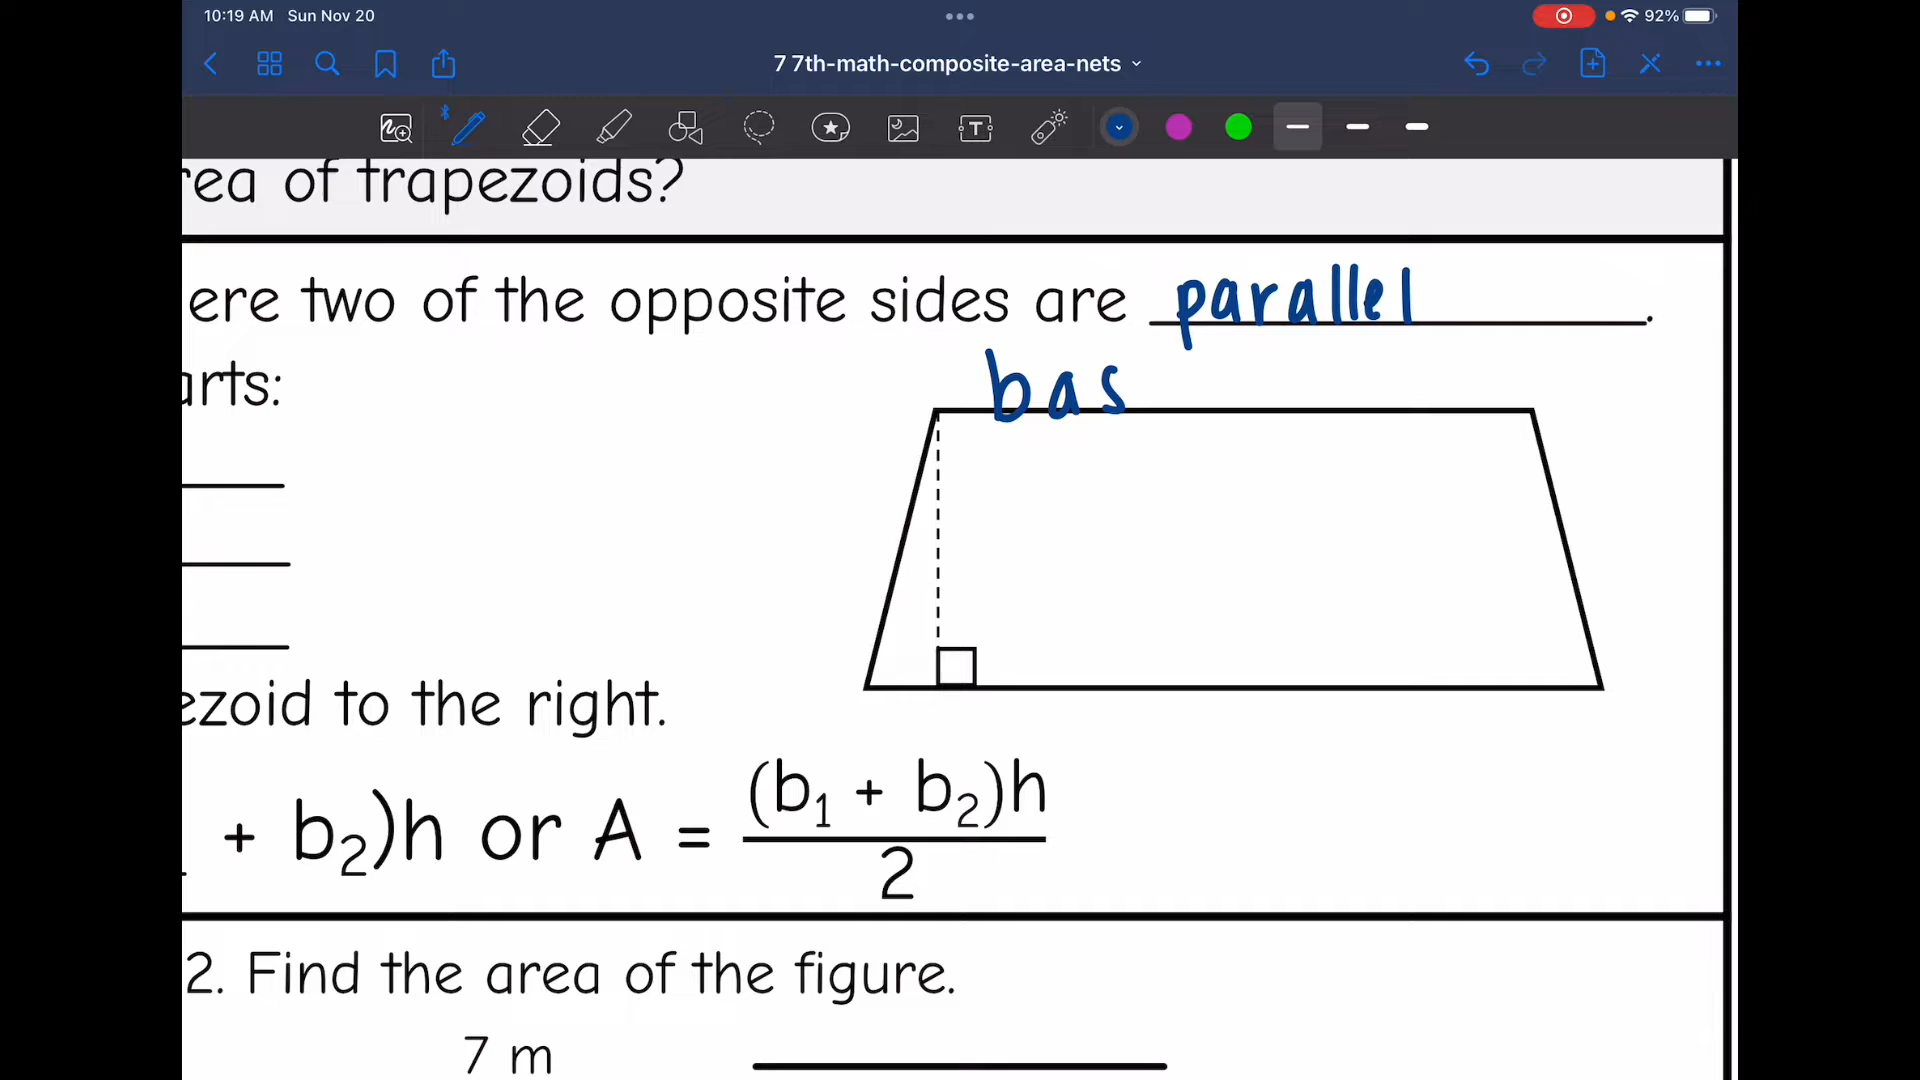 10:19 AM Sun Nov 20
92%
7 7th-math-composite-area-nets
rea of trapezoids?
ere two of the opposite sides are parallel.
arts:
bas
ezoid to the right.
+ b₂)h or A = (b₁ + b₂)h
2
2. Find the area of the figure.
7 m